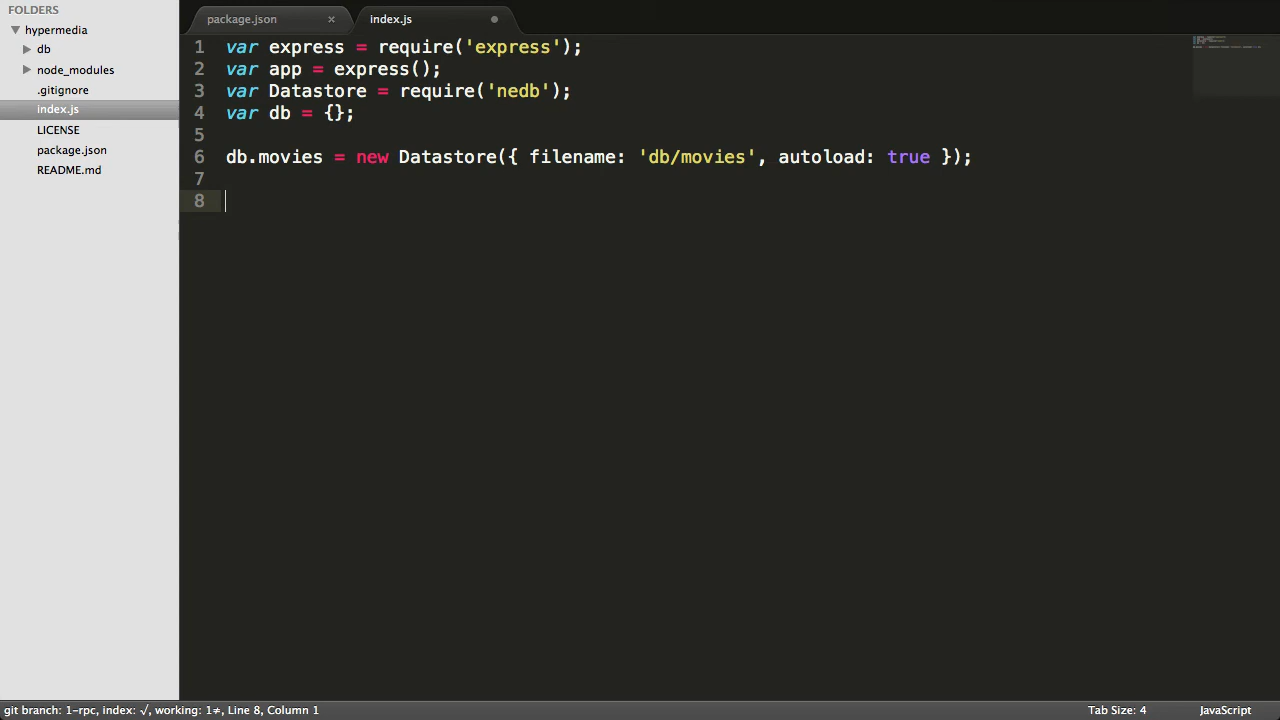 FOLDERS
hypermedia
db
node_modules
.gitignore
index.js
LICENSE
package.json
README.md
package.json ×
index.js
1 var express = require('express');
2 var app = express();
3 var Datastore = require('nedb');
4 var db = {};
5
6 db.movies = new Datastore({ filename: 'db/movies', autoload: true });
7
8
git branch: 1-rpc, index: √, working: 1≠, Line 8, Column 1
Tab Size: 4
JavaScript